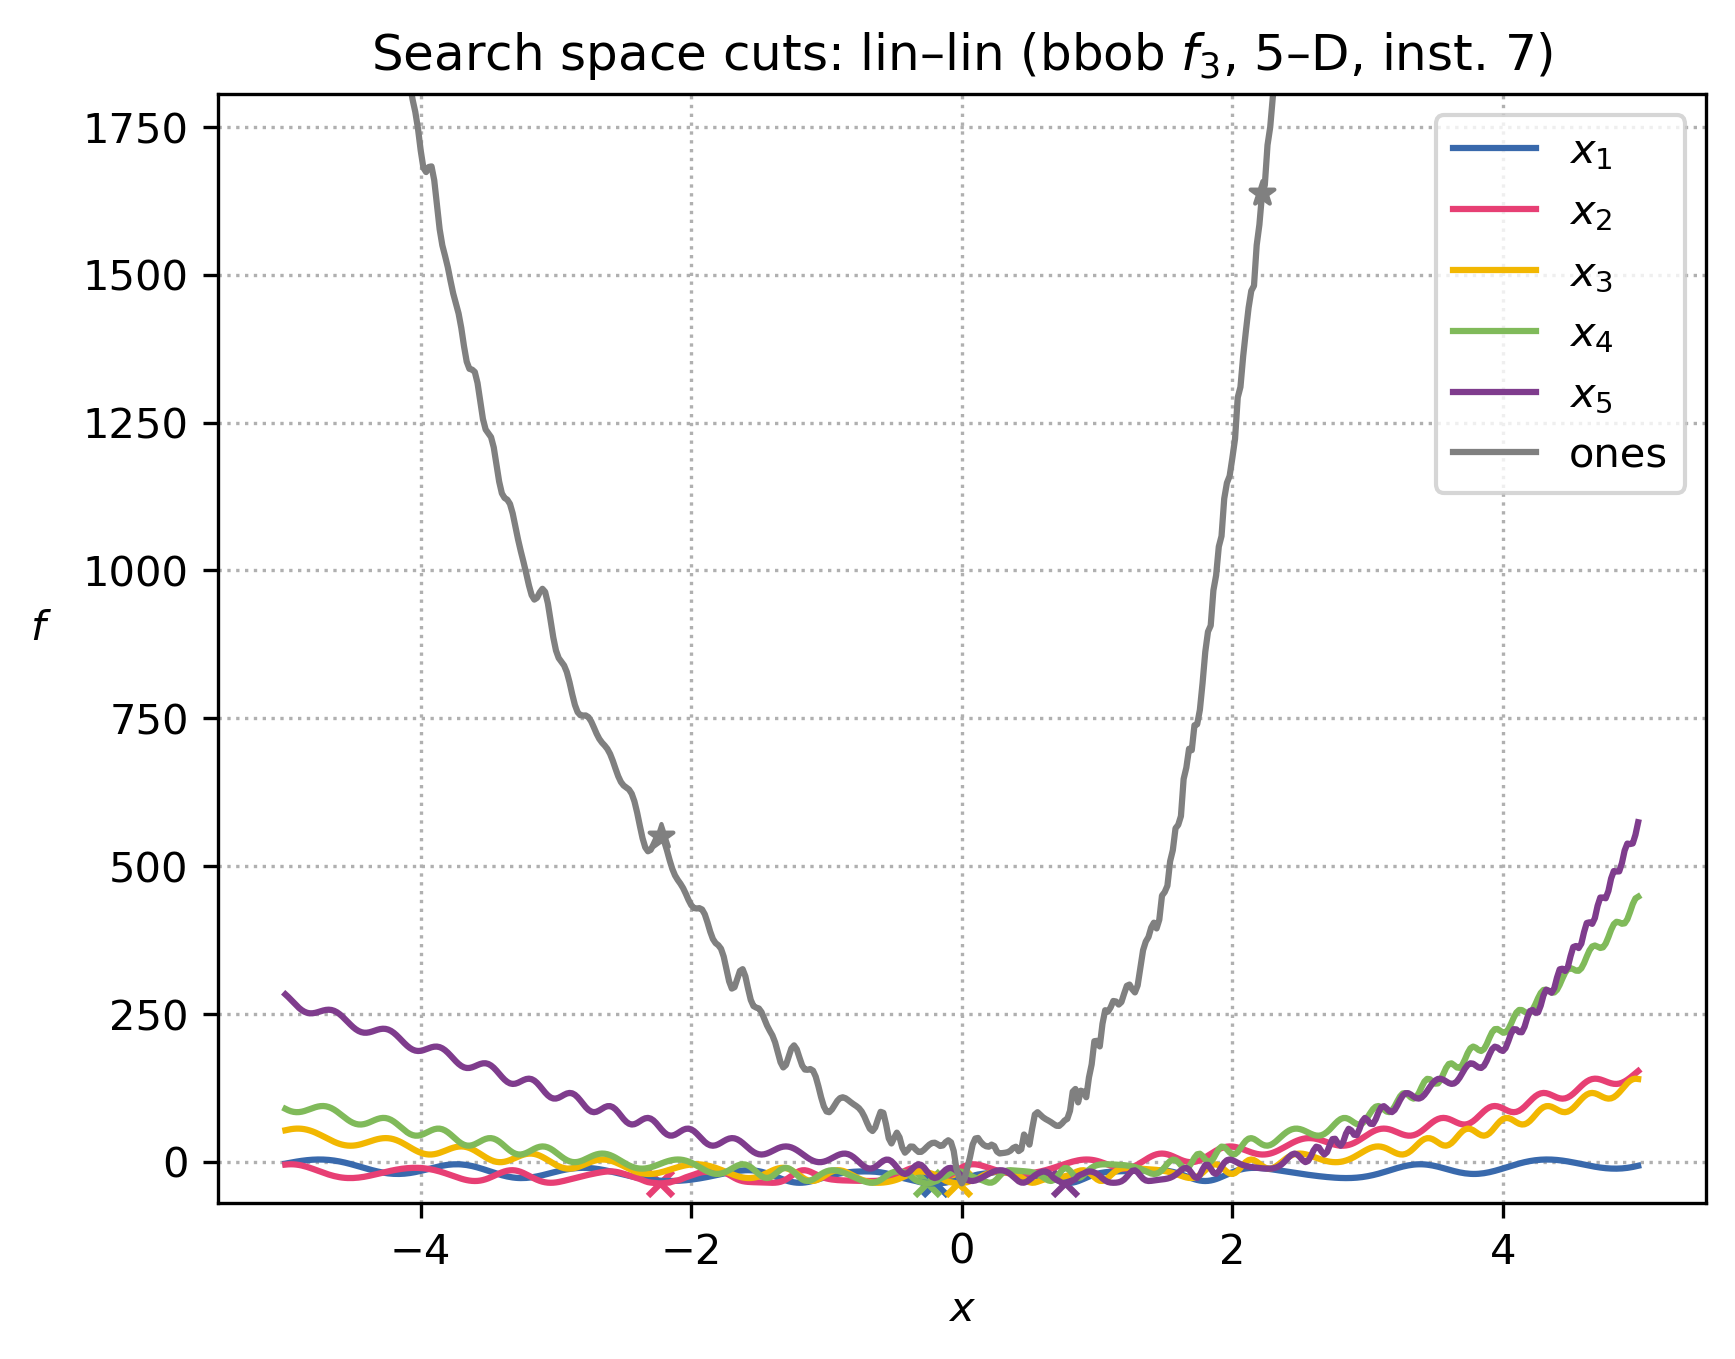 Search space cuts: lin–lin (bbob f₃, 5–D, inst. 7)
1750
1500
1250
1000
750
500
250
0
f
−4
−2
0
2
4
x
x₁
x₂
x₃
x₄
x₅
ones